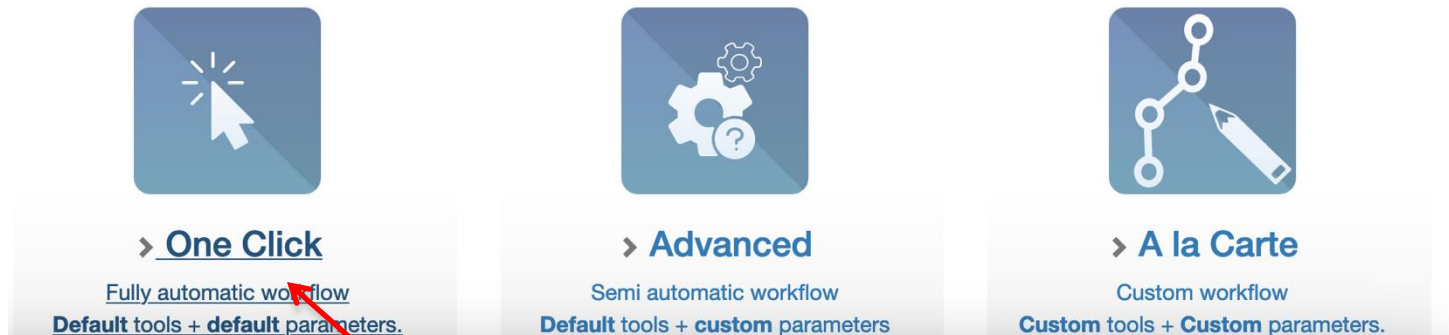 > One Click
Fully automatic workflow
Default tools + default parameters.
> Advanced
Semi automatic workflow
Default tools + custom parameters
> A la Carte
Custom workflow
Custom tools + Custom parameters.